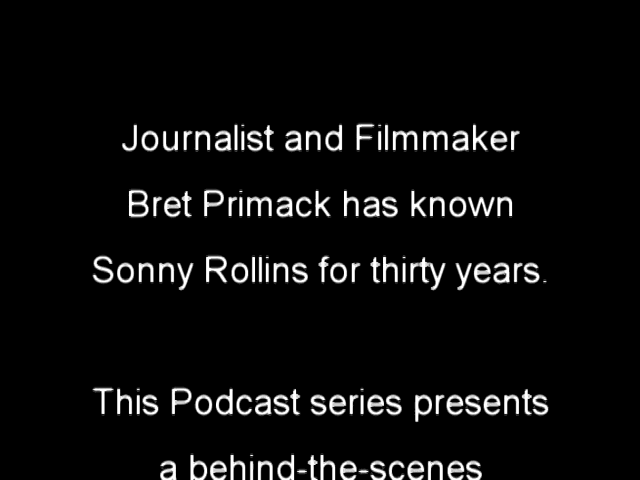 Journalist and Filmmaker
Bret Primack has known
Sonny Rollins for thirty years.
This Podcast series presents
a behind-the-scenes